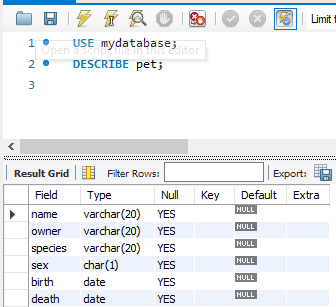 Limit t
1 USE mydatabase;
Open a script file in this editor
2 DESCRIBE pet;
3
Result Grid Filter Rows: Export:
Field Type Null Key Default Extra
name varchar(20) YES NULL
owner varchar(20) YES NULL
species varchar(20) YES NULL
sex char(1) YES NULL
birth date YES NULL
death date YES NULL